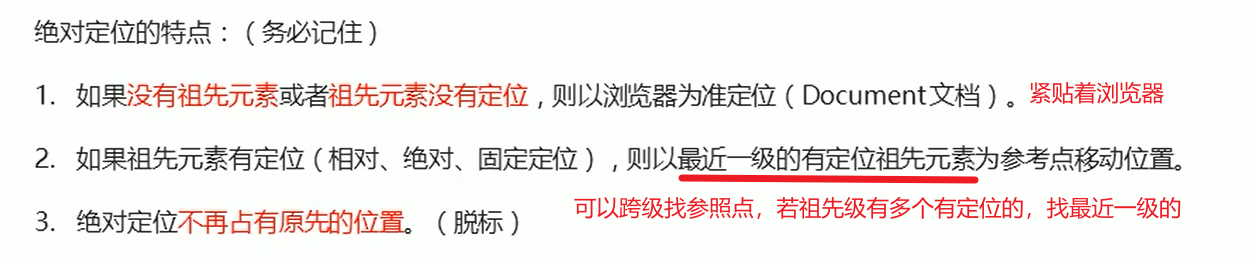 绝对定位的特点：（务必记住）
1. 如果没有祖先元素或者祖先元素没有定位，则以浏览器为准定位（Document文档）。紧贴着浏览器
2. 如果祖先元素有定位（相对、绝对、固定定位），则以最近一级的有定位祖先元素为参考点移动位置。
可以跨级找参照点，若祖先级有多个有定位的，找最近一级的
3. 绝对定位不再占有原先的位置。（脱标）